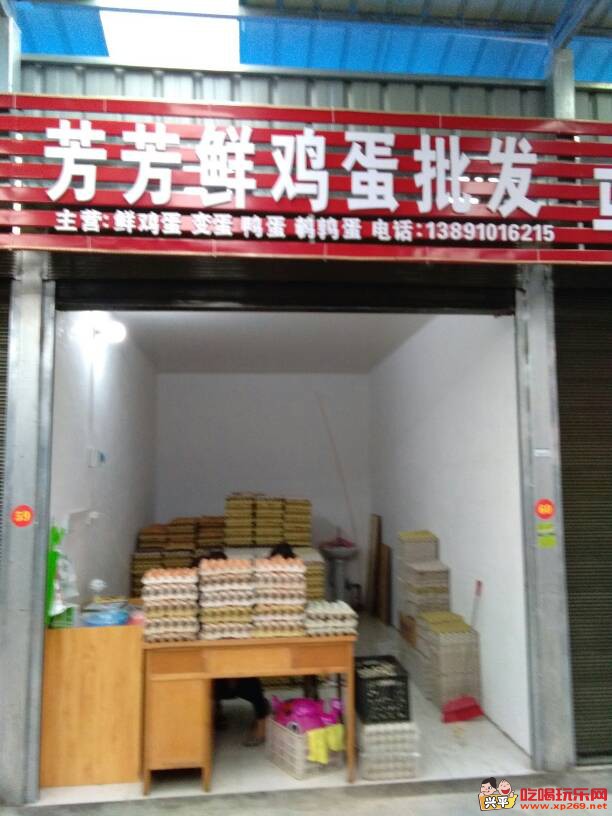 芳芳鲜鸡蛋批发
主营:鲜鸡蛋 变蛋 鸭蛋 鹌鹑蛋 电话:13891016215
59
60
兴平
吃喝玩乐网
www.xp269.net